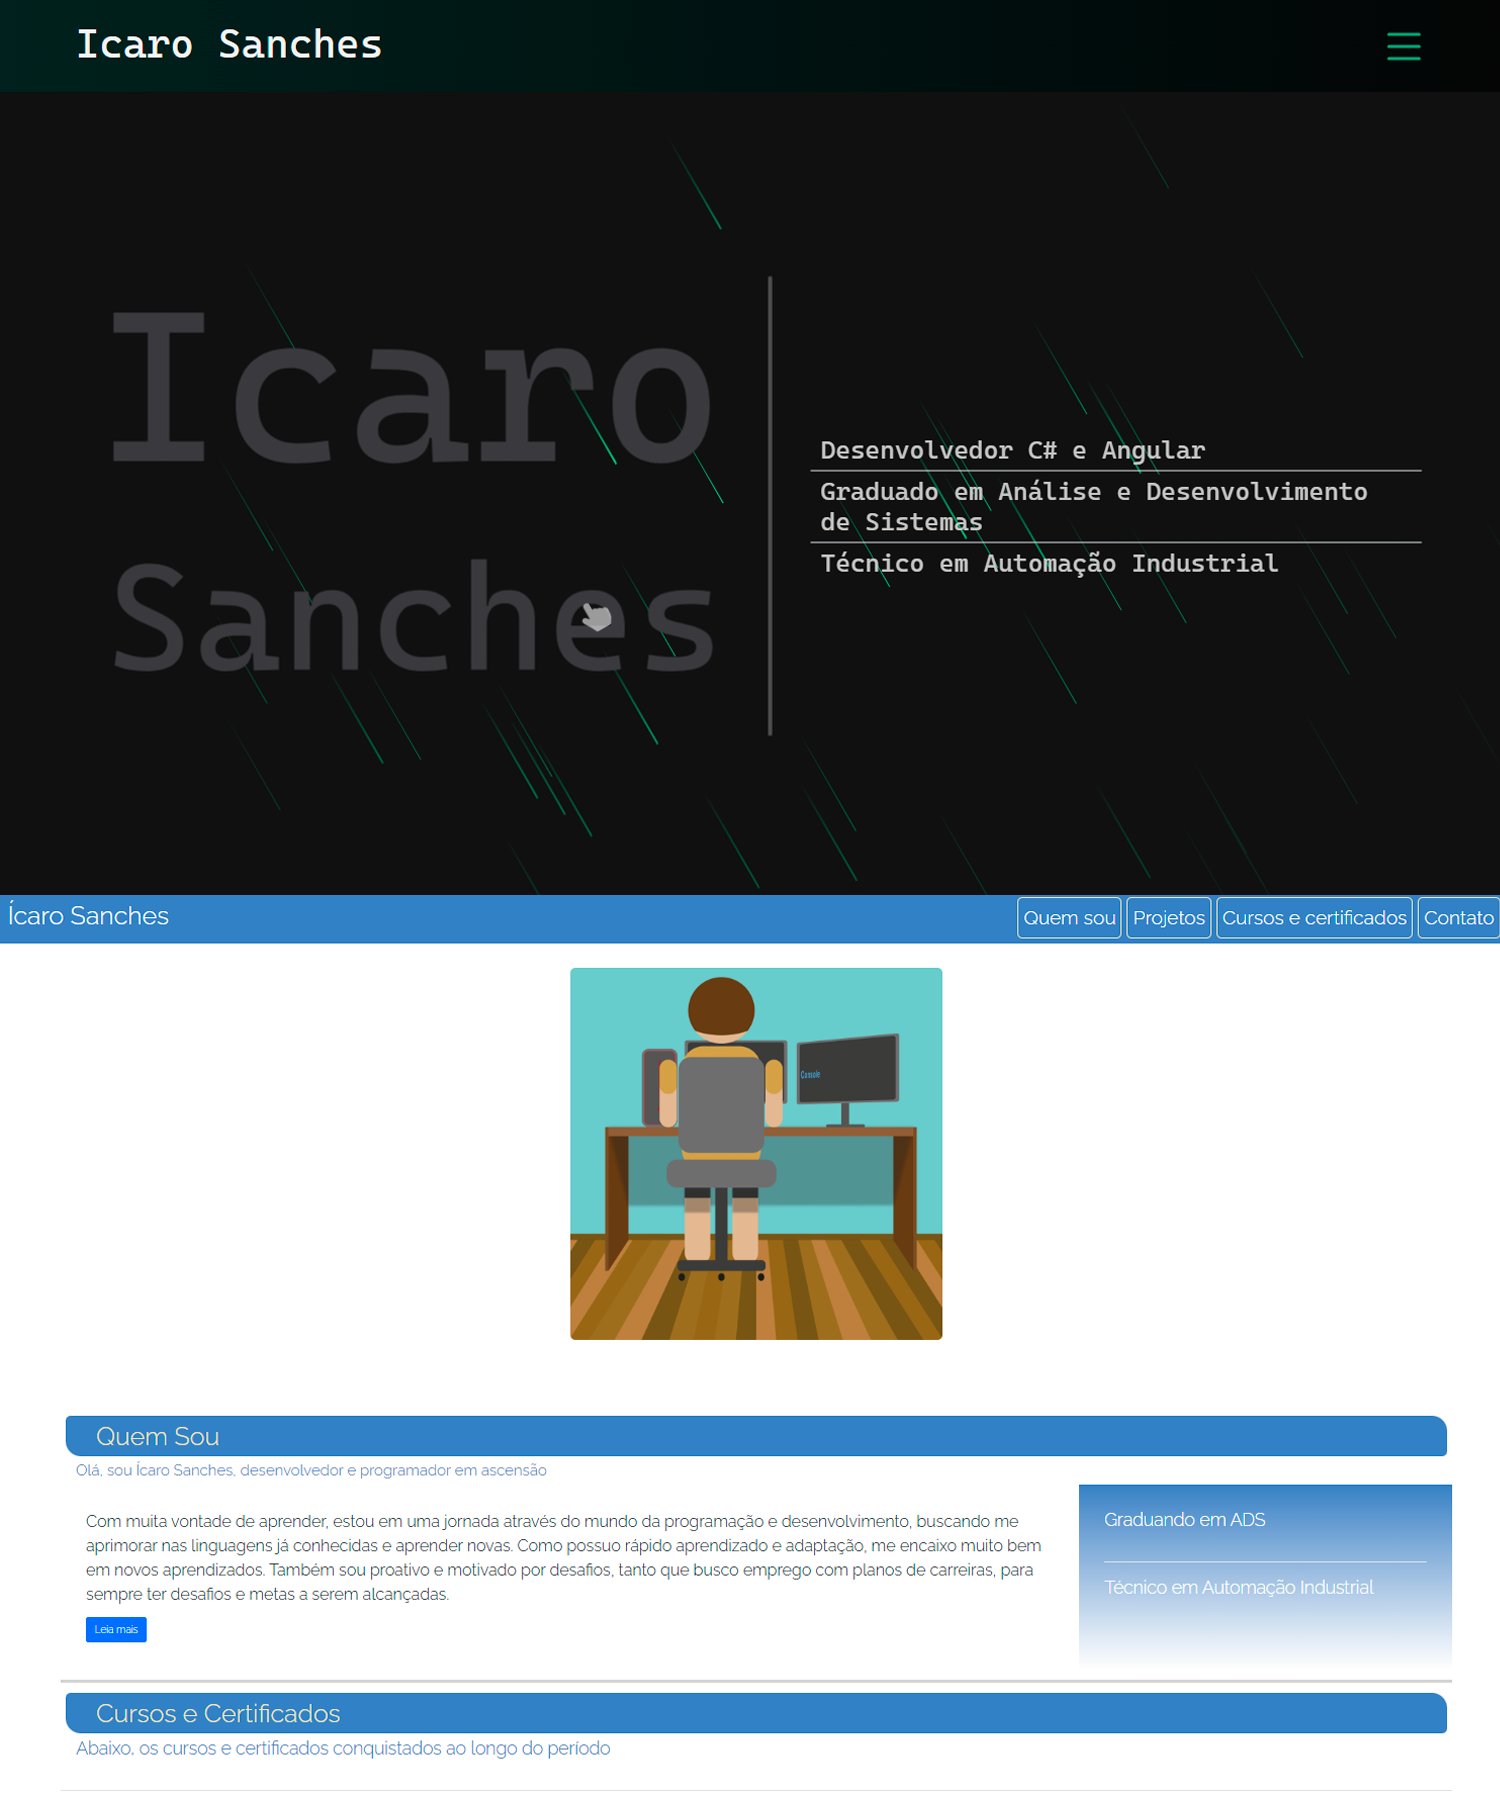 Icaro Sanches
Icaro
Sanches
Desenvolvedor C# e Angular
Graduado em Análise e Desenvolvimento
de Sistemas
Técnico em Automação Industrial
Ícaro Sanches
Quem sou
Projetos
Cursos e certificados
Contato
Console
Quem Sou
Olá, sou Ícaro Sanches, desenvolvedor e programador em ascensão
Com muita vontade de aprender, estou em uma jornada através do mundo da programação e desenvolvimento, buscando me
aprimorar nas linguagens já conhecidas e aprender novas. Como possuo rápido aprendizado e adaptação, me encaixo muito bem
em novos aprendizados. Também sou proativo e motivado por desafios, tanto que busco emprego com planos de carreiras, para
sempre ter desafios e metas a serem alcançadas.
Leia mais
Graduando em ADS
Técnico em Automação Industrial
Cursos e Certificados
Abaixo, os cursos e certificados conquistados ao longo do período